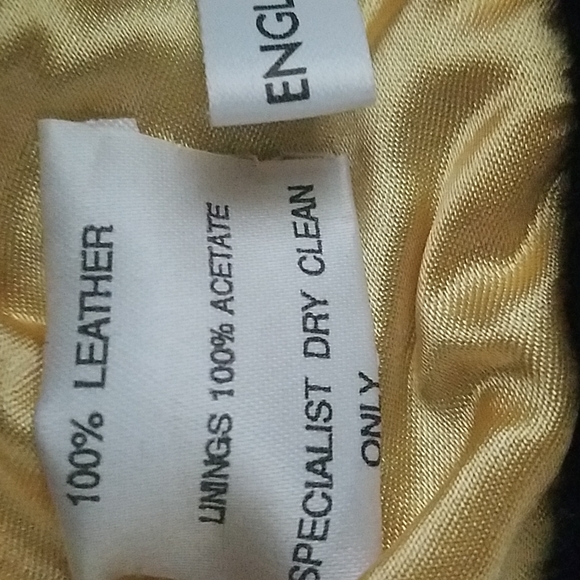 ENGL
100% LEATHER
LININGS 100% ACETATE
SPECIALIST DRY CLEAN
ONLY